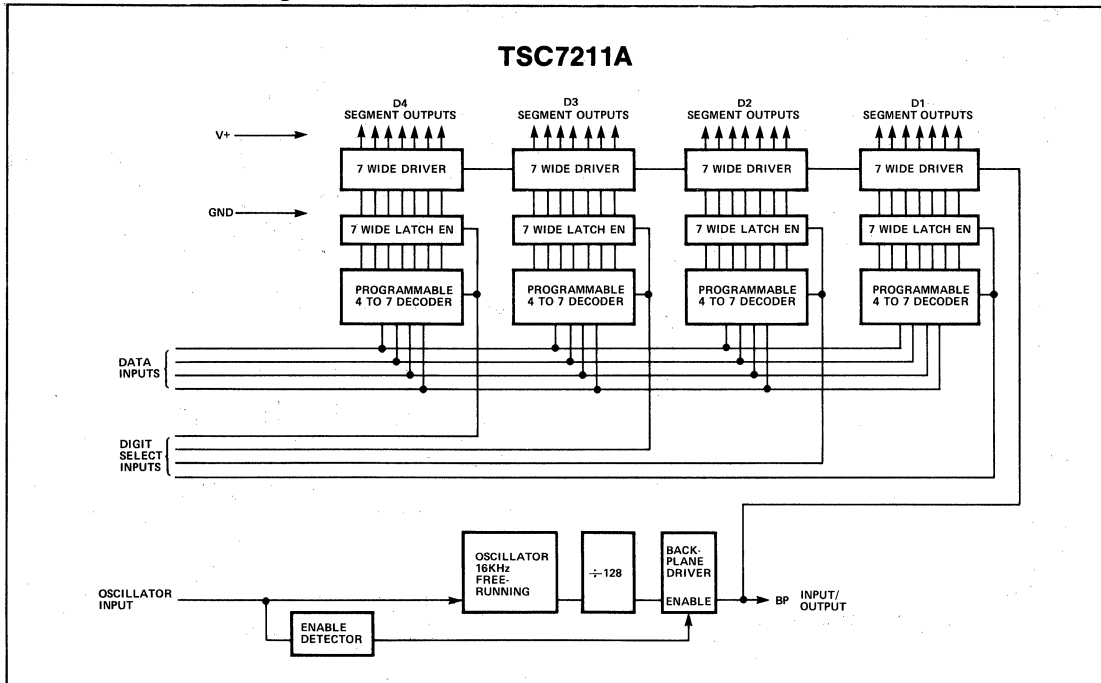 TSC7211A
D4
SEGMENT OUTPUTS
D3
SEGMENT OUTPUTS
D2
SEGMENT OUTPUTS
D1
SEGMENT OUTPUTS
V+
7 WIDE DRIVER
7 WIDE DRIVER
7 WIDE DRIVER
7 WIDE DRIVER
GND
7 WIDE LATCH EN
7 WIDE LATCH EN
7 WIDE LATCH EN
7 WIDE LATCH EN
PROGRAMMABLE
4 TO 7 DECODER
PROGRAMMABLE
4 TO 7 DECODER
PROGRAMMABLE
4 TO 7 DECODER
PROGRAMMABLE
4 TO 7 DECODER
DATA
INPUTS
DIGIT
SELECT
INPUTS
OSCILLATOR
INPUT
OSCILLATOR
16KHz
FREE-
RUNNING
÷128
BACK-
PLANE
DRIVER
ENABLE
BP
INPUT/
OUTPUT
ENABLE
DETECTOR